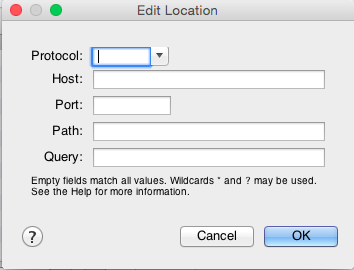 Edit Location
Protocol:
Host:
Port:
Path:
Query:
Empty fields match all values. Wildcards * and ? may be used.
See the Help for more information.
? Cancel OK